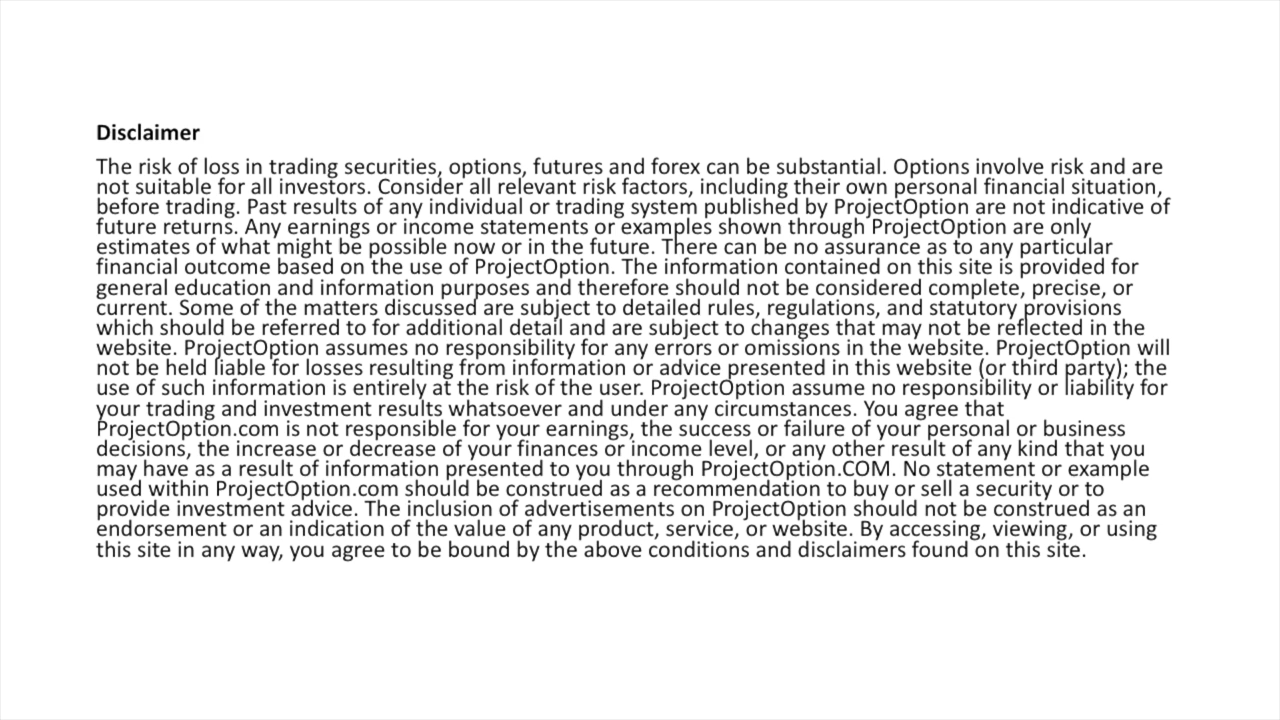 Disclaimer
The risk of loss in trading securities, options, futures and forex can be substantial. Options involve risk and are
not suitable for all investors. Consider all relevant risk factors, including their own personal financial situation,
before trading. Past results of any individual or trading system published by ProjectOption are not indicative of
future returns. Any earnings or income statements or examples shown through ProjectOption are only
estimates of what might be possible now or in the future. There can be no assurance as to any particular
financial outcome based on the use of ProjectOption. The information contained on this site is provided for
general education and information purposes and therefore should not be considered complete, precise, or
current. Some of the matters discussed are subject to detailed rules, regulations, and statutory provisions
which should be referred to for additional detail and are subject to changes that may not be reflected in the
website. ProjectOption assumes no responsibility for any errors or omissions in the website. ProjectOption will
not be held liable for losses resulting from information or advice presented in this website (or third party); the
use of such information is entirely at the risk of the user. ProjectOption assume no responsibility or liability for
your trading and investment results whatsoever and under any circumstances. You agree that
ProjectOption.com is not responsible for your earnings, the success or failure of your personal or business
decisions, the increase or decrease of your finances or income level, or any other result of any kind that you
may have as a result of information presented to you through ProjectOption.COM. No statement or example
used within ProjectOption.com should be construed as a recommendation to buy or sell a security or to
provide investment advice. The inclusion of advertisements on ProjectOption should not be construed as an
endorsement or an indication of the value of any product, service, or website. By accessing, viewing, or using
this site in any way, you agree to be bound by the above conditions and disclaimers found on this site.